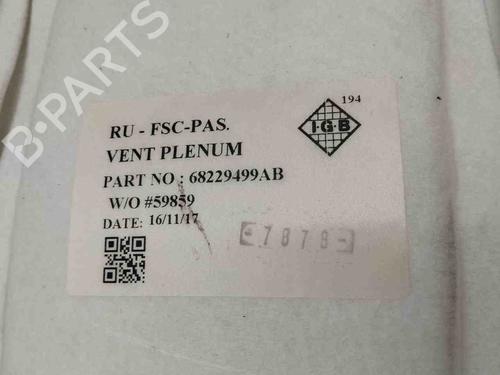 194
I·G·B
RU - FSC-PAS.
VENT PLENUM
PART NO : 68229499AB
W/O #59859
DATE: 16/11/17
-7878-
B-PARTS